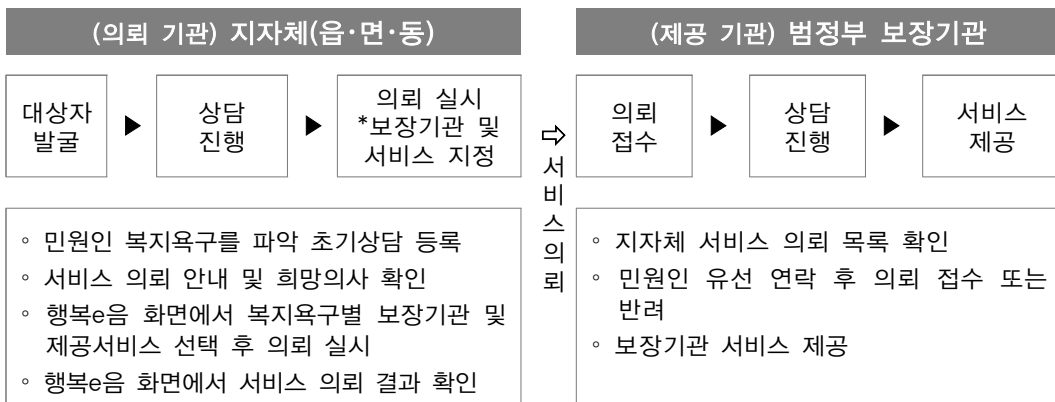 (의뢰 기관) 지자체(읍·면·동)
대상자
발굴
▶
상담
진행
▶
의뢰 실시
*보장기관 및
서비스 지정
◦ 민원인 복지욕구를 파악 초기상담 등록
◦ 서비스 의뢰 안내 및 희망의사 확인
◦ 행복e음 화면에서 복지욕구별 보장기관 및
제공서비스 선택 후 의뢰 실시
◦ 행복e음 화면에서 서비스 의뢰 결과 확인
⇨
서
비
스
의
뢰
(제공 기관) 범정부 보장기관
의뢰
접수
▶
상담
진행
▶
서비스
제공
◦ 지자체 서비스 의뢰 목록 확인
◦ 민원인 유선 연락 후 의뢰 접수 또는
반려
◦ 보장기관 서비스 제공